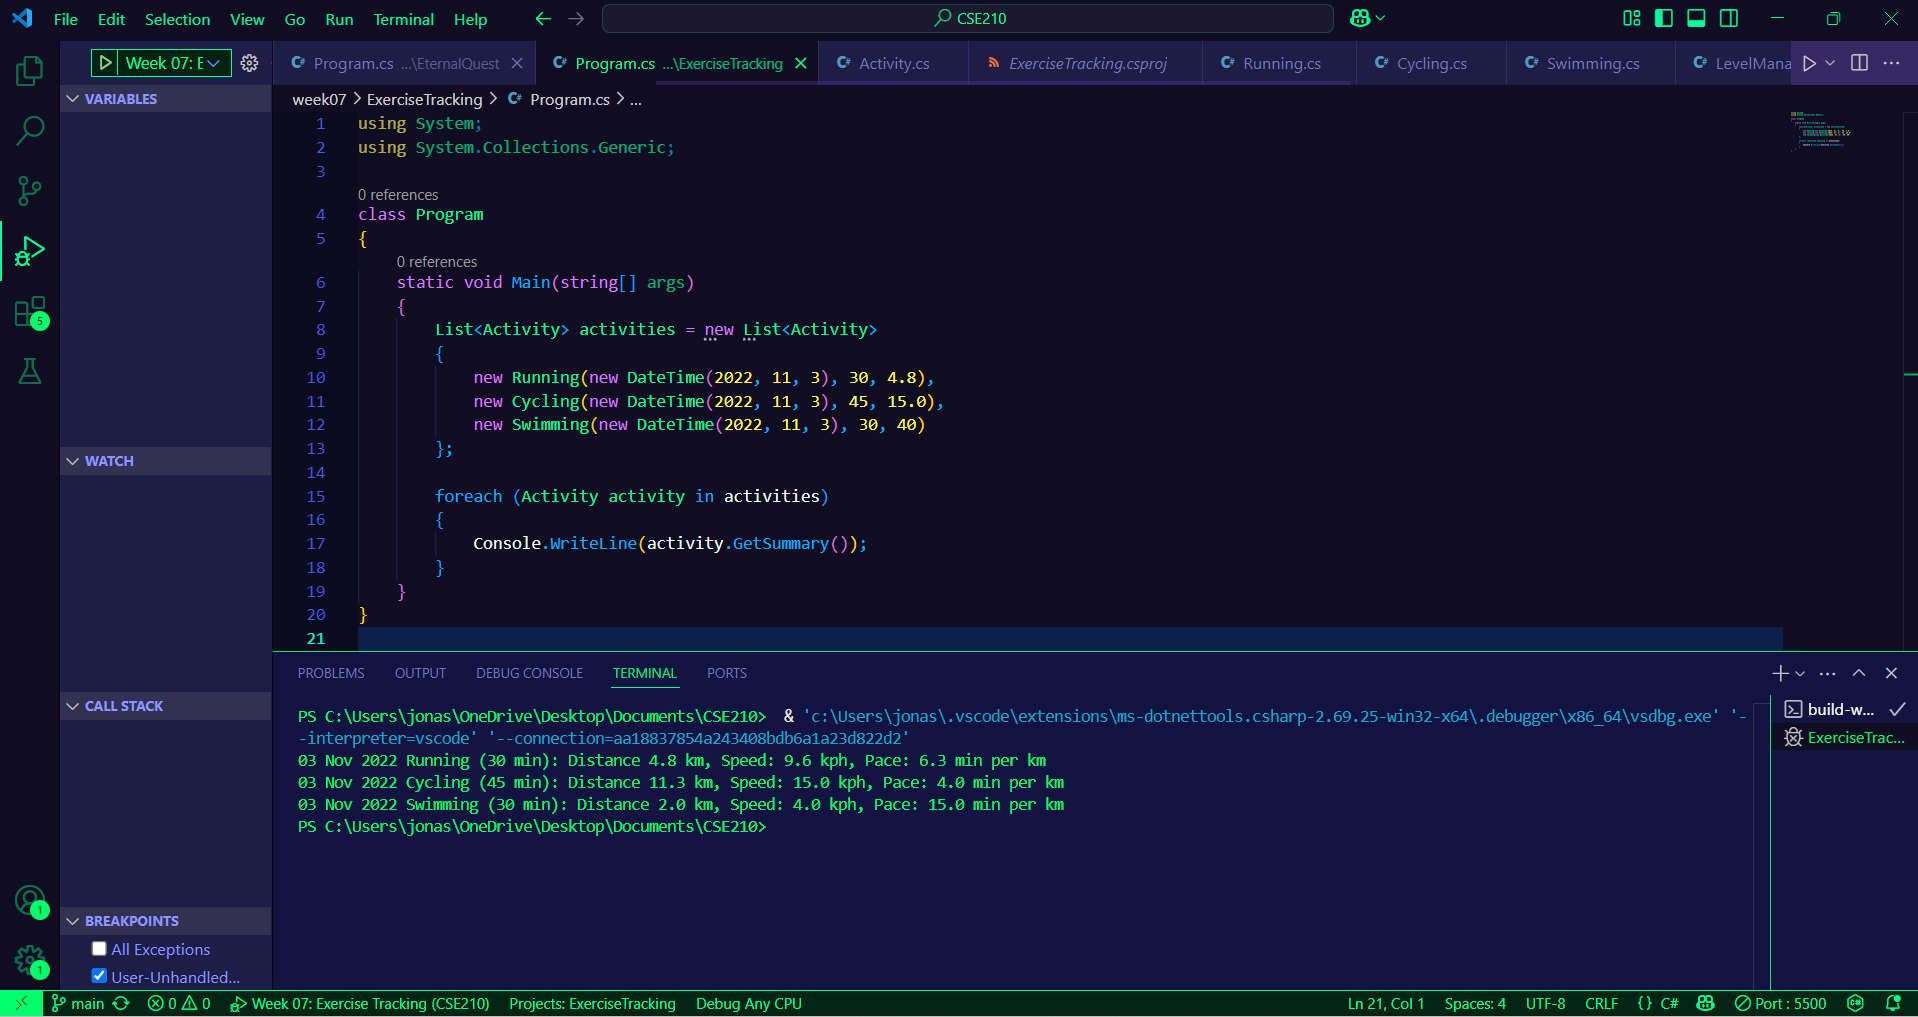 File Edit Selection View Go Run Terminal Help CSE210
Week 07: E
Program.cs ...\EternalQuest
Program.cs ...\ExerciseTracking
Activity.cs
ExerciseTracking.csproj
Running.cs
Cycling.cs
Swimming.cs
LevelMana
VARIABLES
WATCH
CALL STACK
BREAKPOINTS
All Exceptions
User-Unhandled...
5
1
1
week07 > ExerciseTracking > Program.cs > ...
1 using System;
2 using System.Collections.Generic;
3
0 references
4 class Program
5 {
0 references
6 static void Main(string[] args)
7 {
8 List<Activity> activities = new List<Activity>
9 {
10 new Running(new DateTime(2022, 11, 3), 30, 4.8),
11 new Cycling(new DateTime(2022, 11, 3), 45, 15.0),
12 new Swimming(new DateTime(2022, 11, 3), 30, 40)
13 };
14
15 foreach (Activity activity in activities)
16 {
17 Console.WriteLine(activity.GetSummary());
18 }
19 }
20 }
21
PROBLEMS OUTPUT DEBUG CONSOLE TERMINAL PORTS
PS C:\Users\jonas\OneDrive\Desktop\Documents\CSE210> & 'c:\Users\jonas\.vscode\extensions\ms-dotnettools.csharp-2.69.25-win32-x64\.debugger\x86_64\vsdbg.exe' '-
-interpreter=vscode' '--connection=aa18837854a243408bdb6a1a23d822d2'
03 Nov 2022 Running (30 min): Distance 4.8 km, Speed: 9.6 kph, Pace: 6.3 min per km
03 Nov 2022 Cycling (45 min): Distance 11.3 km, Speed: 15.0 kph, Pace: 4.0 min per km
03 Nov 2022 Swimming (30 min): Distance 2.0 km, Speed: 4.0 kph, Pace: 15.0 min per km
PS C:\Users\jonas\OneDrive\Desktop\Documents\CSE210>
build-w...
ExerciseTrac...
main 0 0 Week 07: Exercise Tracking (CSE210) Projects: ExerciseTracking Debug Any CPU Ln 21, Col 1 Spaces: 4 UTF-8 CRLF {} C# Port : 5500